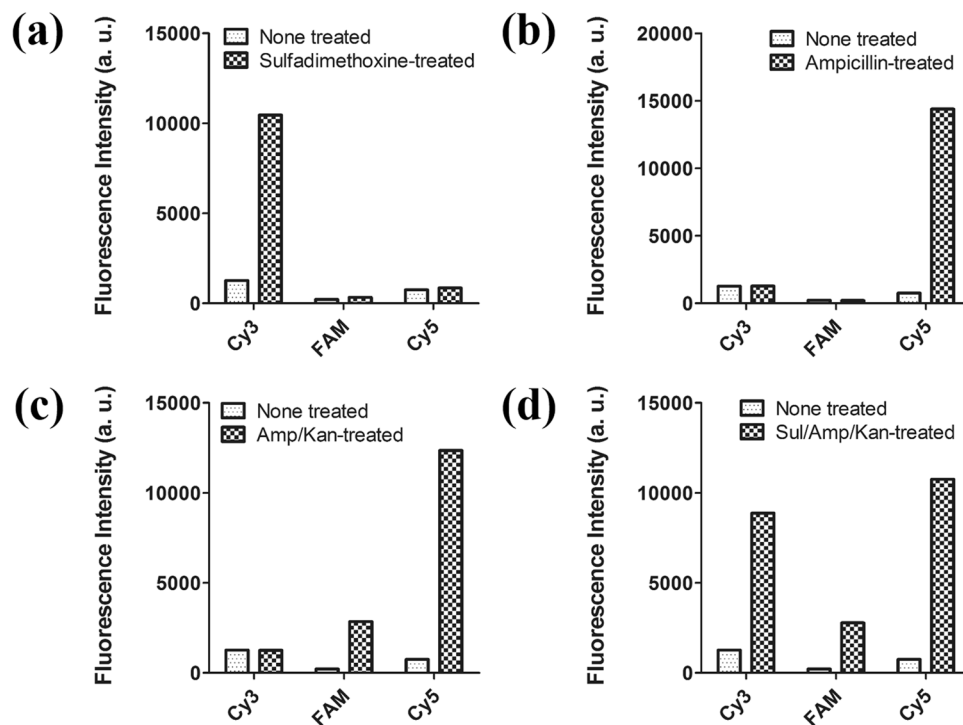 (a)
Fluorescence Intensity (a. u.)
15000
10000
5000
0
None treated
Sulfadimethoxine-treated
Cy3
FAM
Cy5
(b)
Fluorescence Intensity (a. u.)
20000
15000
10000
5000
0
None treated
Ampicillin-treated
Cy3
FAM
Cy5
(c)
Fluorescence Intensity (a. u.)
15000
10000
5000
0
None treated
Amp/Kan-treated
Cy3
FAM
Cy5
(d)
Fluorescence Intensity (a. u.)
15000
10000
5000
0
None treated
Sul/Amp/Kan-treated
Cy3
FAM
Cy5